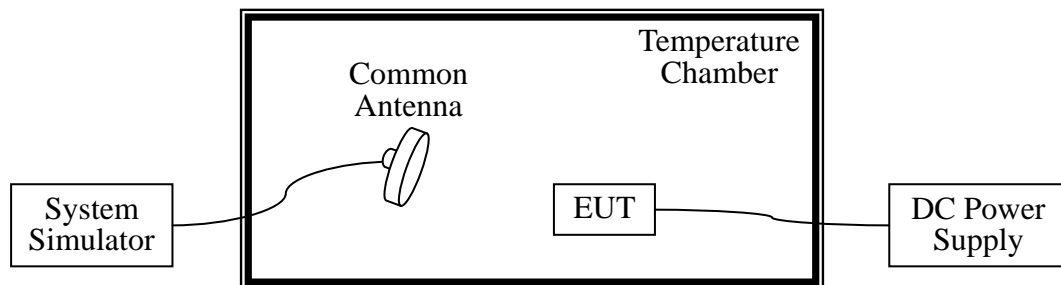 Temperature
Chamber
Common
Antenna
System
Simulator
EUT
DC Power
Supply